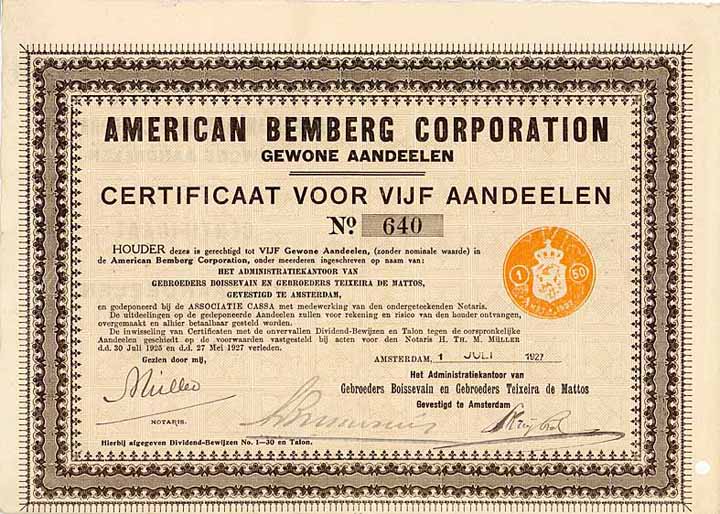 AMERICAN BEMBERG CORPORATION
GEWONE AANDEELEN
CERTIFICAAT VOOR VIJF AANDEELEN
No. 640
HOUDER dezes is gerechtigd tot VIJF Gewone Aandeelen, (zonder nominale waarde) in
de American Bemberg Corporation, onder meerderen ingeschreven op naam van:
HET ADMINISTRATIEKANTOOR VAN
GEBROEDERS BOISSEVAIN EN GEBROEDERS TEIXEIRA DE MATTOS,
GEVESTIGD TE AMSTERDAM,
en gedeponeerd bij de ASSOCIATIE CASSA met medewerking van den ondergeteekenden Notaris.
De uitdeelingen op de gedeponeerde Aandeelen zullen voor rekening en risico van den houder ontvangen,
overgemaakt en alhier betaalbaar gesteld worden.
De inwisseling van Certificaten met de onvervallen Dividend-Bewijzen en Talon tegen de oorspronkelijke
Aandeelen geschiedt op de voorwaarden vastgesteld bij acten voor den Notaris H. TH. M. MÜLLER
d.d. 30 Juli 1925 en d.d. 27 Mei 1927 verleden.
1 50
Gezien door mij,
AMSTERDAM, 1 JULI 1927
Het Administratiekantoor van
Gebroeders Boissevain en Gebroeders Teixeira de Mattos
Gevestigd te Amsterdam
Müller
NOTARIS.
Hierbij afgegeven Dividend-Bewijzen No. 1—30 en Talon.